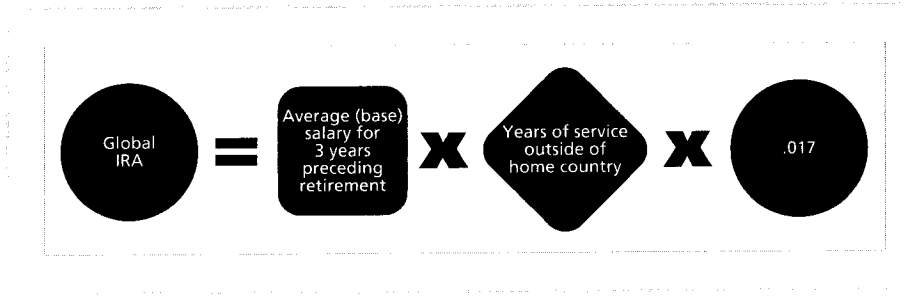 Global
IRA
=
Average (base)
salary for
3 years
preceding
retirement
x
Years of service
outside of
home country
x
.017